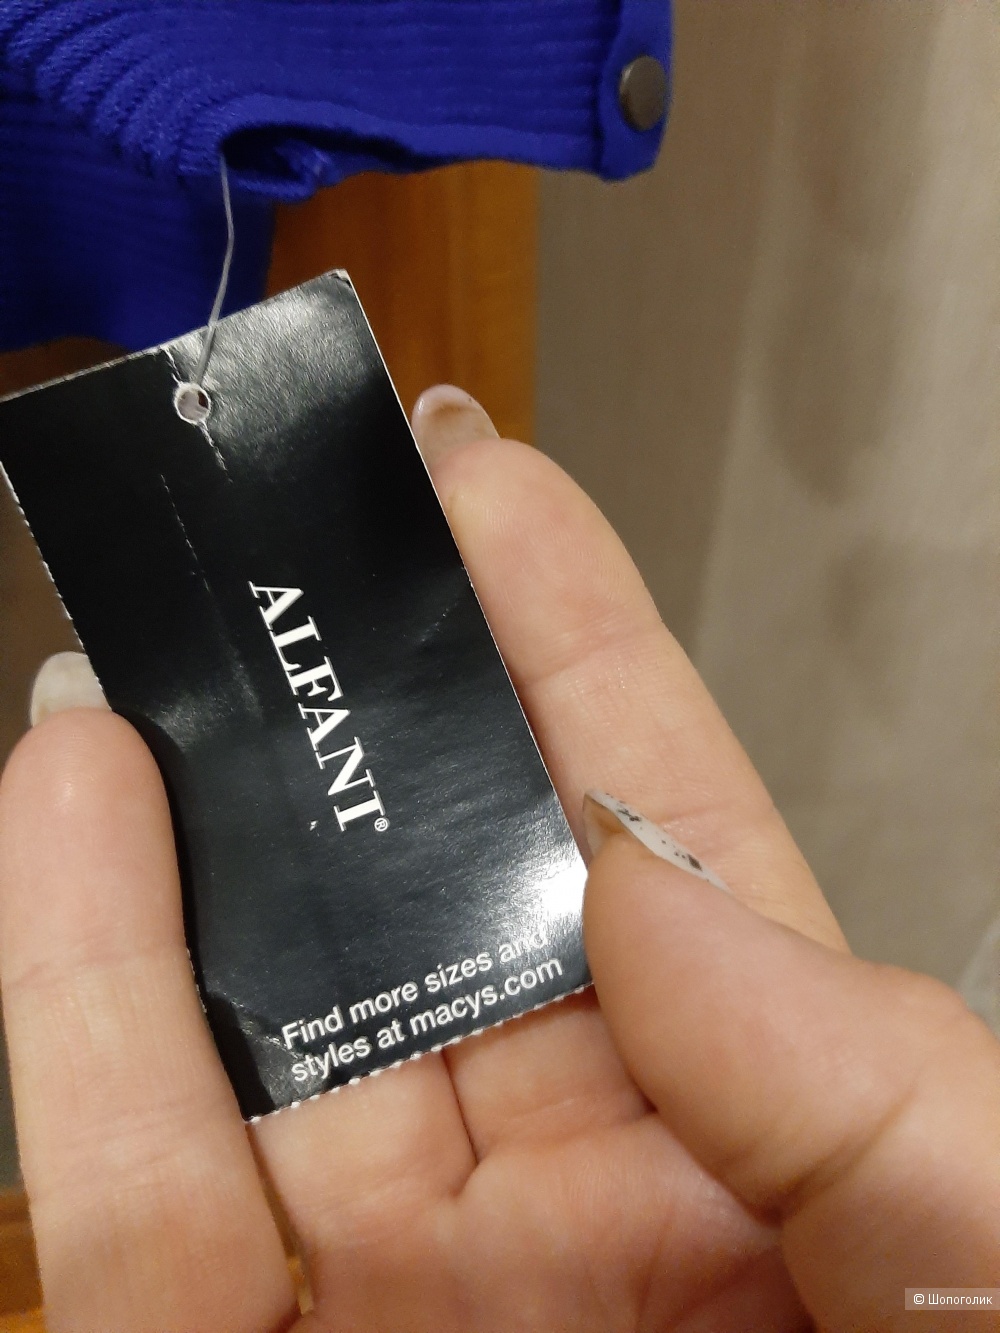 ALFANI®
Find more sizes and
styles at macys.com
© Шопоголик